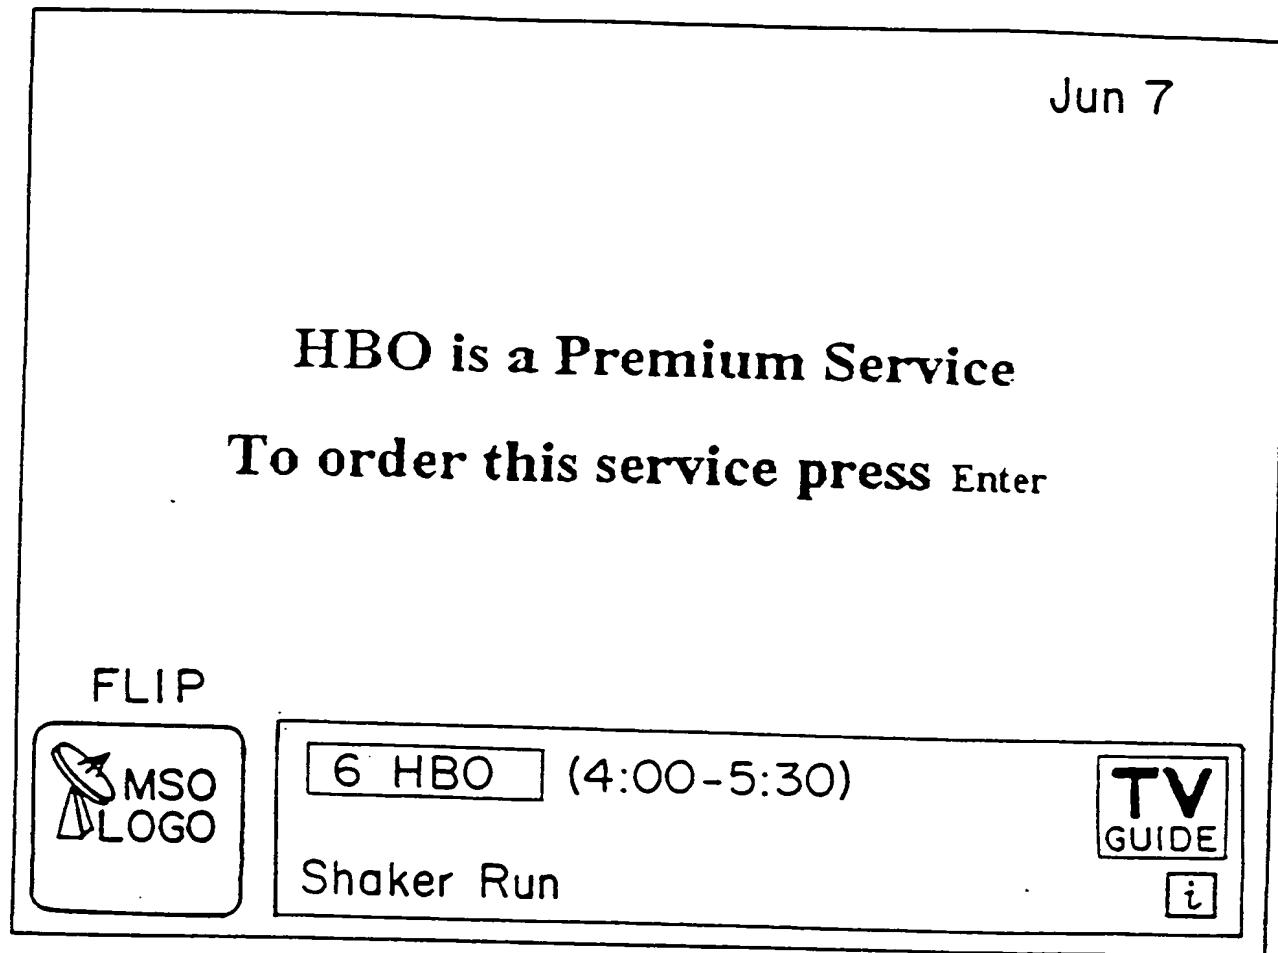 Jun 7
HBO is a Premium Service
To order this service press Enter
FLIP
MSO
LOGO
6 HBO (4:00-5:30)
TV
GUIDE
Shaker Run
i